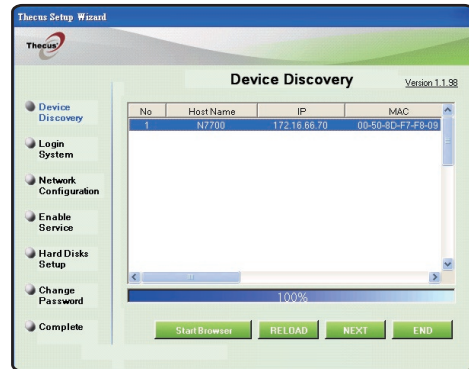 Thecus Setup Wizard
Thecus
Device Discovery
Version 1.1.98
Device
Discovery
Login
System
Network
Configuration
Enable
Service
Hard Disks
Setup
Change
Password
Complete
No Host Name IP MAC
1 N7700 172.16.66.70 00-50-8D-F7-F8-09
100%
Start Browser RELOAD NEXT END